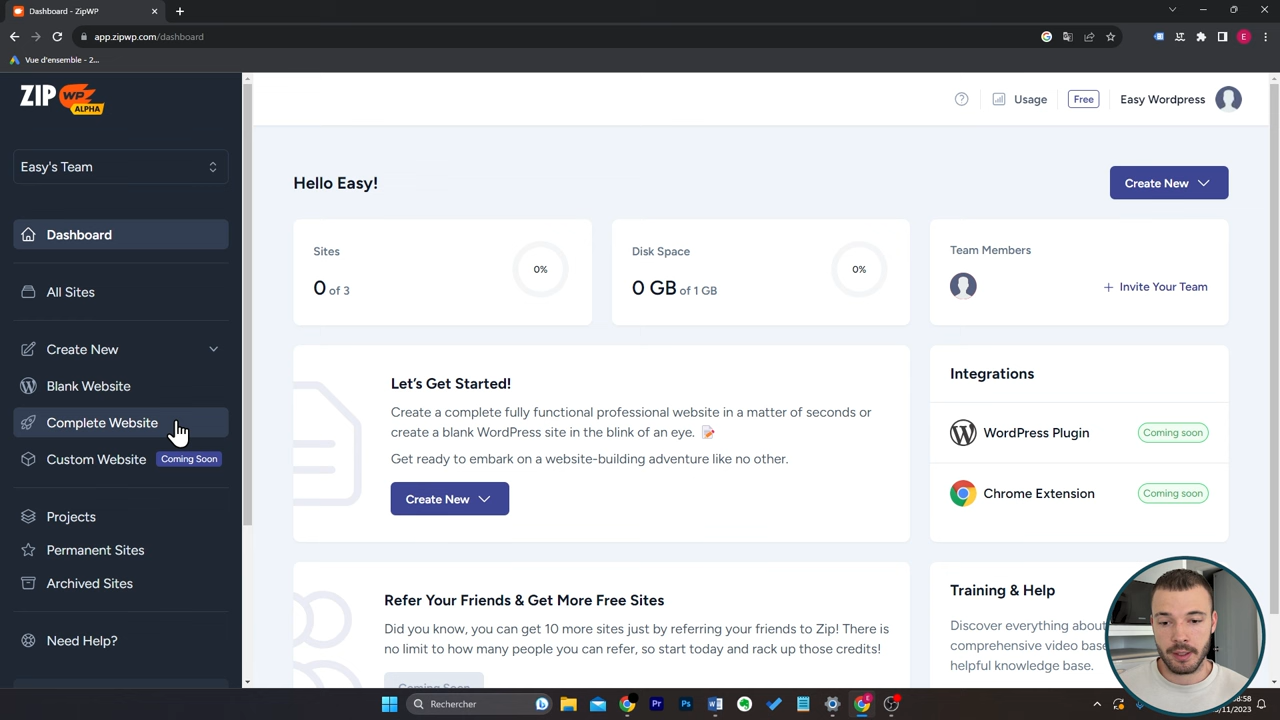 Dashboard - ZipWP
app.zipwp.com/dashboard
E
Vue d'ensemble - 2...
ZIP WP
ALPHA
Usage
Free
Easy Wordpress
Easy's Team
Hello Easy!
Create New
Dashboard
All Sites
Create New
Blank Website
Complete Website
Custom Website
Coming Soon
Projects
Permanent Sites
Archived Sites
Need Help?
Sites
0 of 3
0%
Disk Space
0 GB of 1 GB
0%
Team Members
+ Invite Your Team
Let's Get Started!
Create a complete fully functional professional website in a matter of seconds or
create a blank WordPress site in the blink of an eye. 📝
Get ready to embark on a website-building adventure like no other.
Create New
Integrations
WordPress Plugin
Coming soon
Chrome Extension
Coming soon
Refer Your Friends & Get More Free Sites
Did you know, you can get 10 more sites just by referring your friends to Zip! There is
no limit to how many people you can refer, so start today and rack up those credits!
Training & Help
Discover everything about
comprehensive video base
helpful knowledge base.
Rechercher